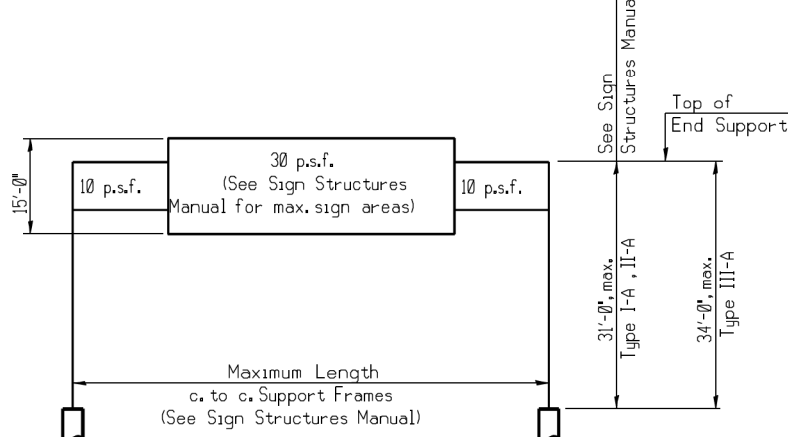 See Sign
Structures Manua
Top of
End Support
15'-0"
10 p.s.f.
30 p.s.f.
(See Sign Structures
Manual for max. sign areas)
10 p.s.f.
31'-0", max.
Type I-A , II-A
34'-0", max.
Type III-A
Maximum Length
c. to c. Support Frames
(See Sign Structures Manual)